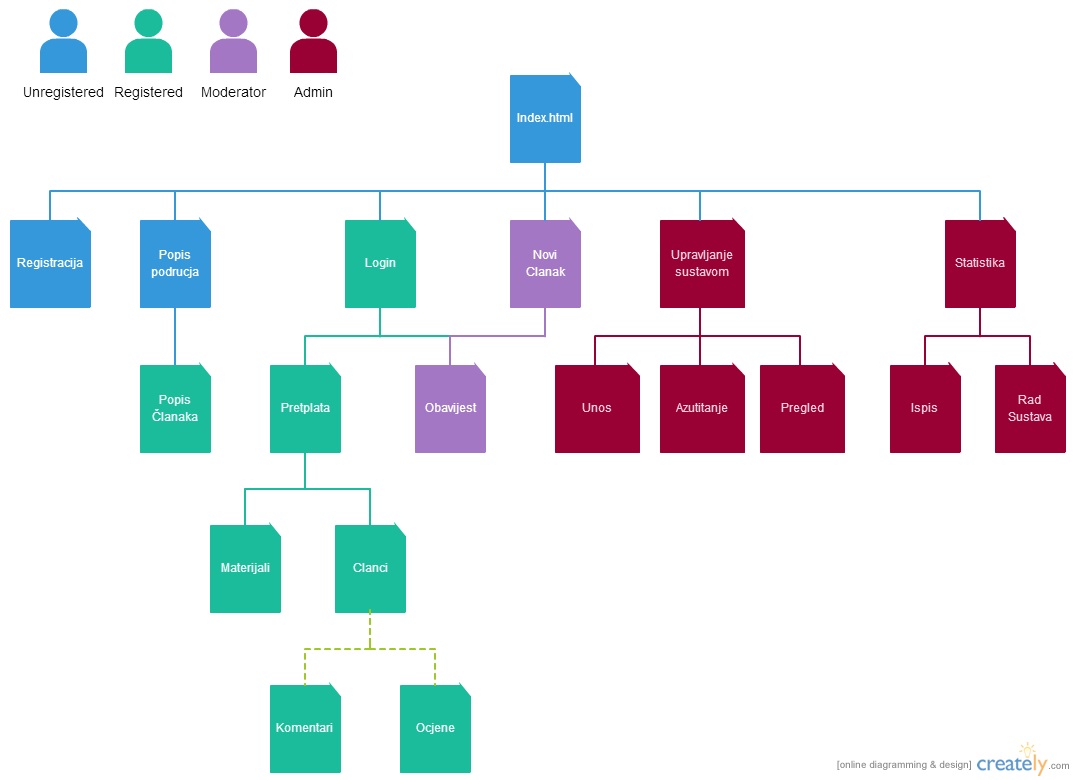 Unregistered
Registered
Moderator
Admin
Index.html
Registracija
Popis
podrucja
Login
Novi
Clanak
Upravljanje
sustavom
Statistika
Popis
Članaka
Pretplata
Obavijest
Unos
Azutitanje
Pregled
Ispis
Rad
Sustava
Materijali
Clanci
Komentari
Ocjene
[online diagramming & design] creately.com